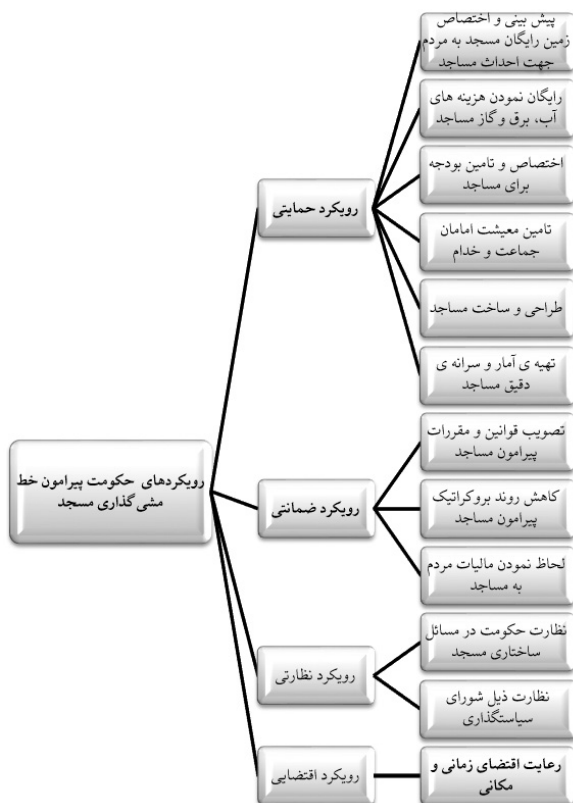 رویکردهای حکومت پیرامون خط
مشی گذاری مسجد
رویکرد حمایتی
پیش بینی و اختصاص
زمین رایگان مسجد به مردم
جهت احداث مساجد
رایگان نمودن هزینه های
آب، برق و گاز مساجد
اختصاص و تامین بودجه
برای مساجد
تامین معیشت امامان
جماعت و خدام
طراحی و ساخت مساجد
تهیه ی آمار و سرانه ی
دقیق مساجد
رویکرد ضمانتی
تصویب قوانین و مقررات
پیرامون مساجد
کاهش روند بروکراتیک
پیرامون مساجد
لحاظ نمودن مالیات مردم
به مساجد
رویکرد نظارتی
نظارت حکومت در مسائل
ساختاری مسجد
نظارت ذیل شورای
سیاستگذاری
رویکرد اقتضایی
رعایت اقتضای زمانی و
مکانی